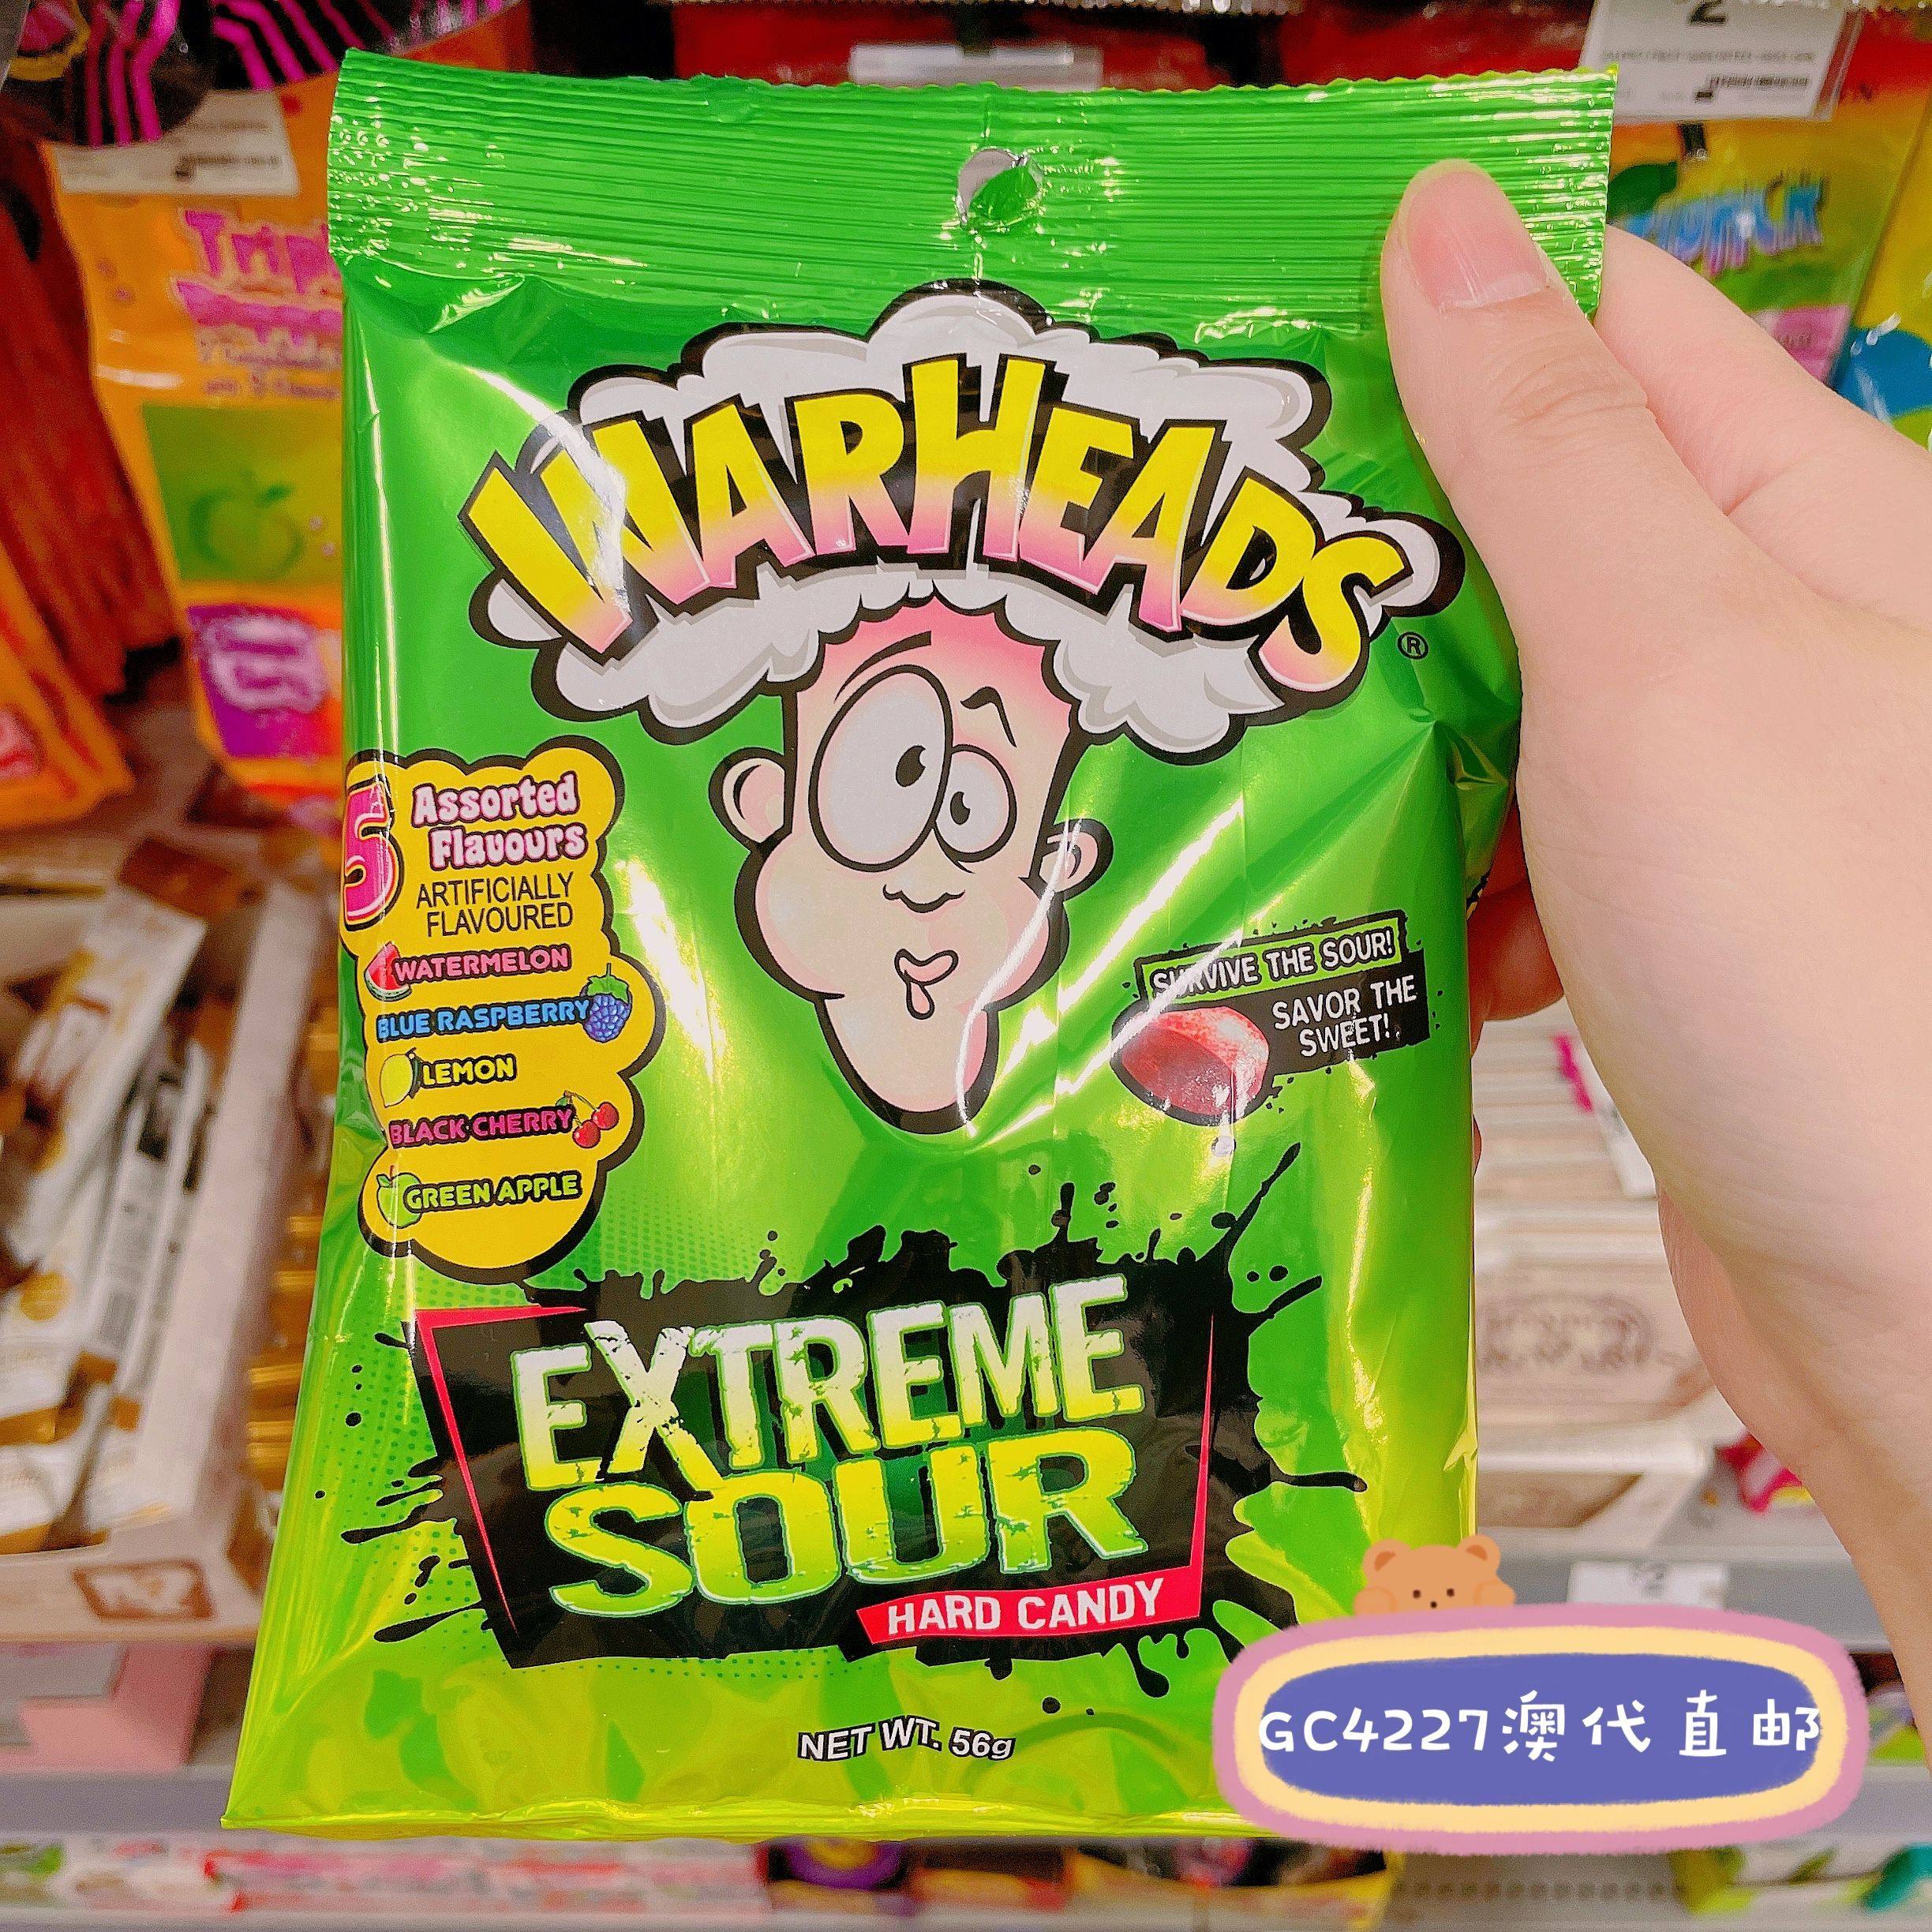 WARHEADS®
5 Assorted
Flavours
ARTIFICIALLY
FLAVOURED
WATERMELON
BLUE RASPBERRY
LEMON
BLACK CHERRY
GREEN APPLE
SURVIVE THE SOUR!
SAVOR THE
SWEET!
EXTREME
SOUR
HARD CANDY
NET WT. 56g
GC4227澳代直邮